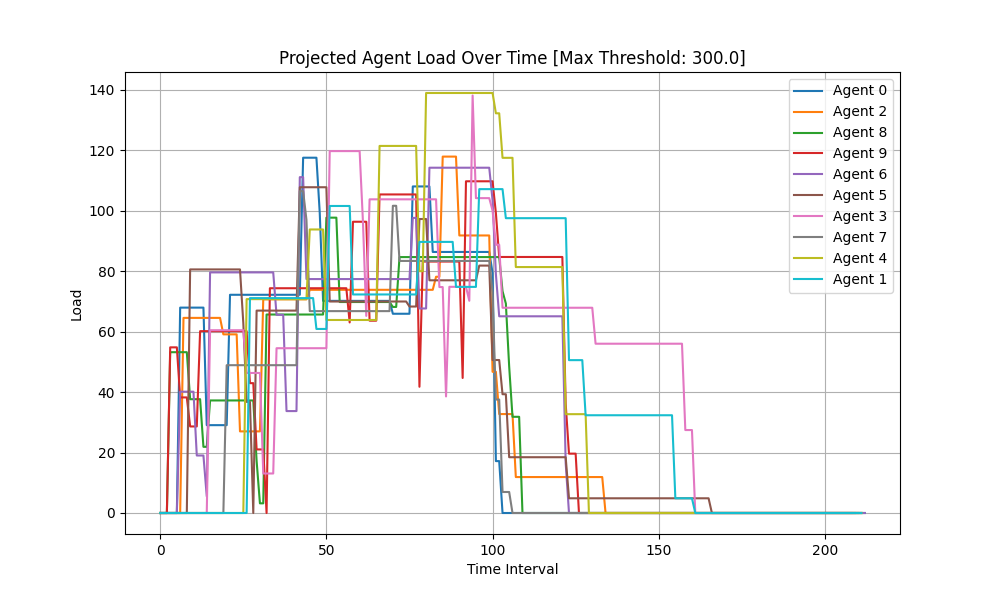 Projected Agent Load Over Time [Max Threshold: 300.0]
Load
140
120
100
80
60
40
20
0
0 50 100 150 200
Time Interval
Agent 0
Agent 2
Agent 8
Agent 9
Agent 6
Agent 5
Agent 3
Agent 7
Agent 4
Agent 1